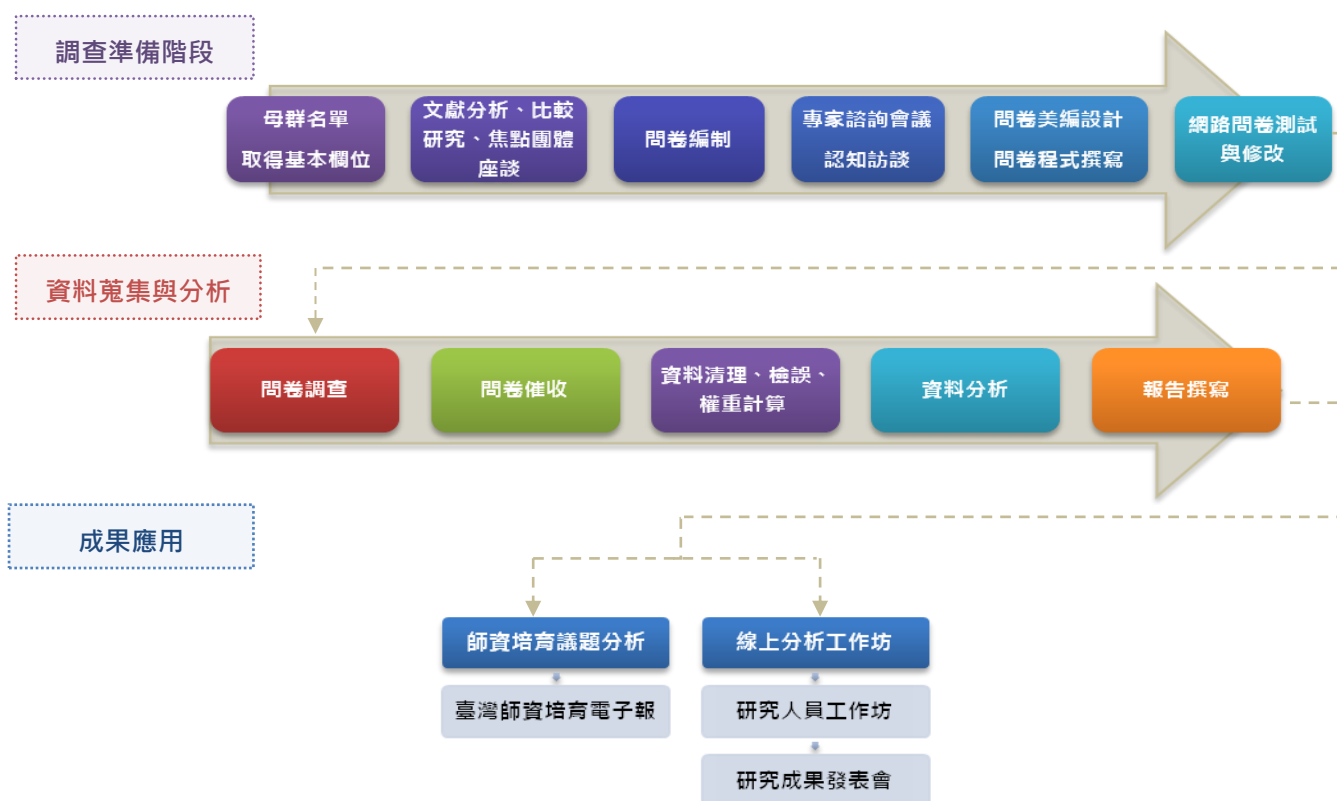 調查準備階段
母群名單
取得基本欄位
文獻分析、比較
研究、焦點團體
座談
問卷編制
專家諮詢會議
認知訪談
問卷美編設計
問卷程式撰寫
網路問卷測試
與修改
資料蒐集與分析
問卷調查
問卷催收
資料清理、檢誤、
權重計算
資料分析
報告撰寫
成果應用
師資培育議題分析
臺灣師資培育電子報
線上分析工作坊
研究人員工作坊
研究成果發表會